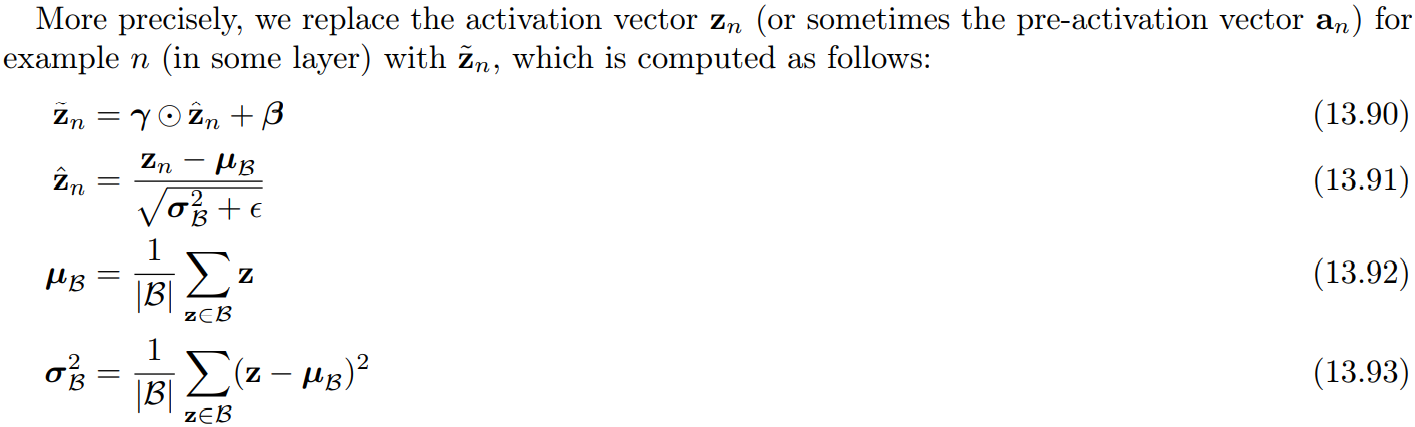 More precisely, we replace the activation vector $\mathbf{z}_n$ (or sometimes the pre-activation vector $\mathbf{a}_n$) for
example $n$ (in some layer) with $\tilde{\mathbf{z}}_n$, which is computed as follows:
$\tilde{\mathbf{z}}_n = \boldsymbol{\gamma} \odot \hat{\mathbf{z}}_n + \boldsymbol{\beta}$ (13.90)
$\hat{\mathbf{z}}_n = \frac{\mathbf{z}_n - \boldsymbol{\mu}_{\mathcal{B}}}{\sqrt{\boldsymbol{\sigma}_{\mathcal{B}}^2 + \epsilon}}$ (13.91)
$\boldsymbol{\mu}_{\mathcal{B}} = \frac{1}{|\mathcal{B}|} \sum_{\mathbf{z} \in \mathcal{B}} \mathbf{z}$ (13.92)
$\boldsymbol{\sigma}_{\mathcal{B}}^2 = \frac{1}{|\mathcal{B}|} \sum_{\mathbf{z} \in \mathcal{B}} (\mathbf{z} - \boldsymbol{\mu}_{\mathcal{B}})^2$ (13.93)